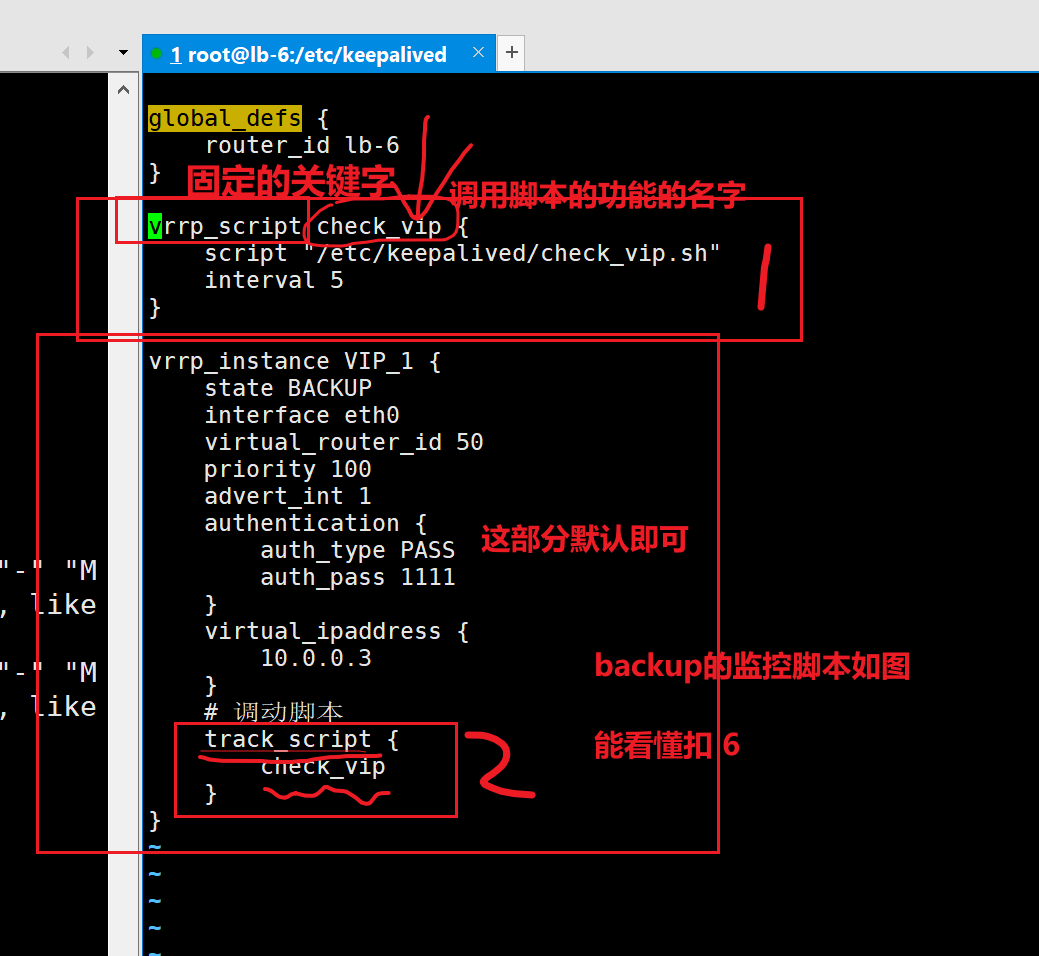 1 root@lb-6:/etc/keepalived
global_defs {
router_id lb-6
}
固定的关键字
调用脚本的功能的名字
vrrp_script check_vip {
script "/etc/keepalived/check_vip.sh"
interval 5
}
1
vrrp_instance VIP_1 {
state BACKUP
interface eth0
virtual_router_id 50
priority 100
advert_int 1
authentication {
auth_type PASS
auth_pass 1111
}
这部分默认即可
virtual_ipaddress {
10.0.0.3
}
backup的监控脚本如图
# 调动脚本
track_script {
check_vip
}
2
能看懂扣 6
}
~
~
~
~
~
"-" "M
, like
"-" "M
, like